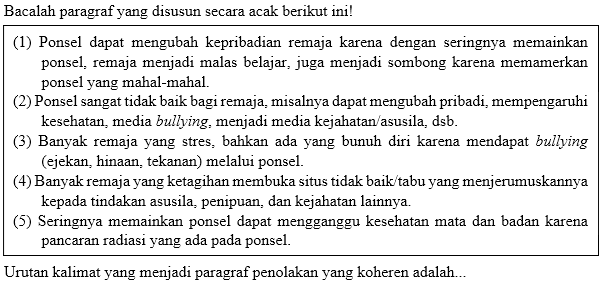 Bacalah paragraf yang disusun secara acak berikut ini!
(1) Ponsel dapat mengubah kepribadian remaja karena dengan seringnya memainkan
ponsel, remaja menjadi malas belajar, juga menjadi sombong karena memamerkan
ponsel yang mahal-mahal.
(2) Ponsel sangat tidak baik bagi remaja, misalnya dapat mengubah pribadi, mempengaruhi
kesehatan, media bullying, menjadi media kejahatan/asusila, dsb.
(3) Banyak remaja yang stres, bahkan ada yang bunuh diri karena mendapat bullying
(ejekan, hinaan, tekanan) melalui ponsel.
(4) Banyak remaja yang ketagihan membuka situs tidak baik/tabu yang menjerumuskannya
kepada tindakan asusila, penipuan, dan kejahatan lainnya.
(5) Seringnya memainkan ponsel dapat mengganggu kesehatan mata dan badan karena
pancaran radiasi yang ada pada ponsel.
Urutan kalimat yang menjadi paragraf penolakan yang koheren adalah...